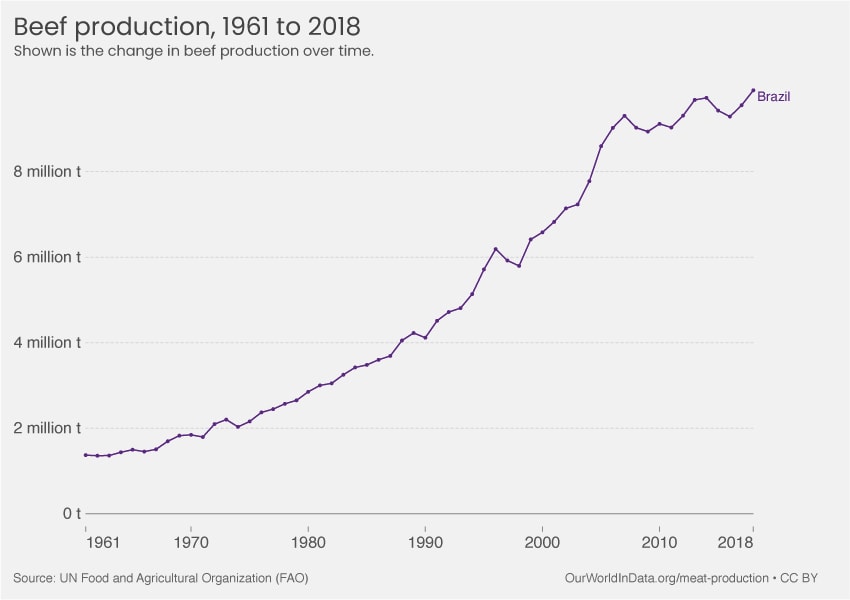 Beef production, 1961 to 2018
Shown is the change in beef production over time.
Brazil
8 million t
6 million t
4 million t
2 million t
0 t
1961 1970 1980 1990 2000 2010 2018
Source: UN Food and Agricultural Organization (FAO)
OurWorldInData.org/meat-production • CC BY